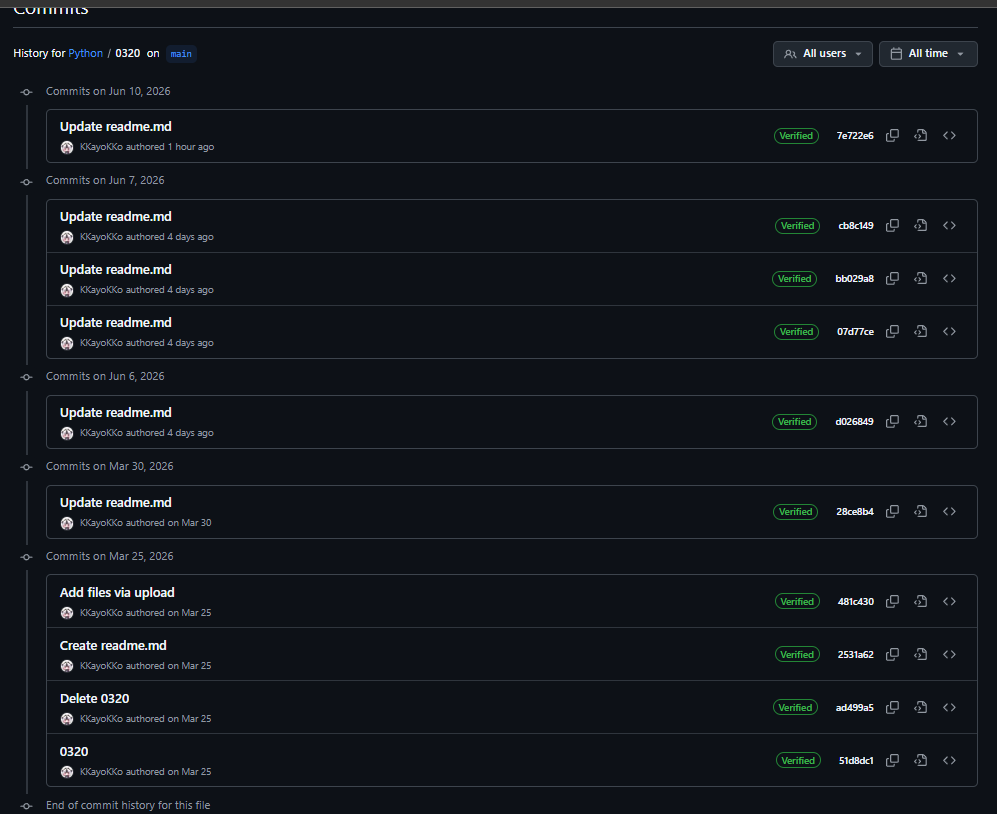 Commits
History for Python / 0320 on main
All users
All time
Commits on Jun 10, 2026
Update readme.md
KKayoKKo authored 1 hour ago
Verified
7e722e6
Commits on Jun 7, 2026
Update readme.md
KKayoKKo authored 4 days ago
Verified
cb8c149
Update readme.md
KKayoKKo authored 4 days ago
Verified
bb029a8
Update readme.md
KKayoKKo authored 4 days ago
Verified
07d77ce
Commits on Jun 6, 2026
Update readme.md
KKayoKKo authored 4 days ago
Verified
d026849
Commits on Mar 30, 2026
Update readme.md
KKayoKKo authored on Mar 30
Verified
28ce8b4
Commits on Mar 25, 2026
Add files via upload
KKayoKKo authored on Mar 25
Verified
481c430
Create readme.md
KKayoKKo authored on Mar 25
Verified
2531a62
Delete 0320
KKayoKKo authored on Mar 25
Verified
ad499a5
0320
KKayoKKo authored on Mar 25
Verified
51d8dc1
End of commit history for this file